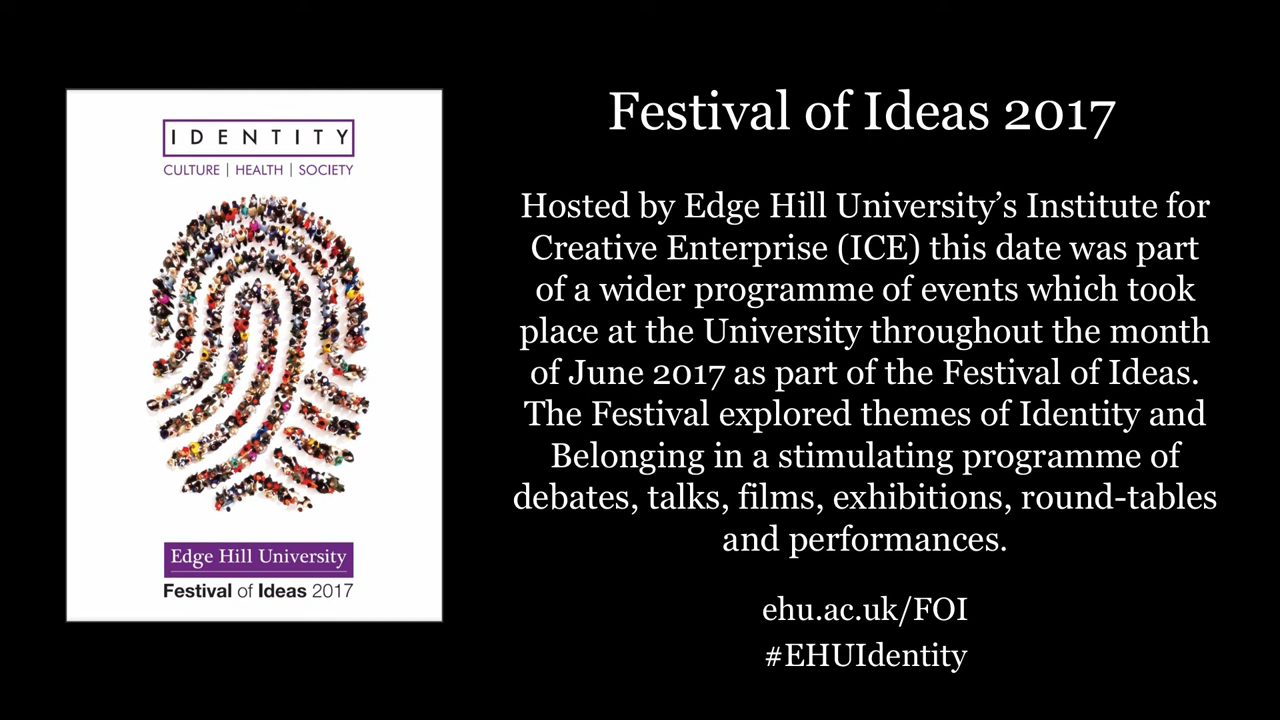 IDENTITY
CULTURE | HEALTH | SOCIETY
Edge Hill University
Festival of Ideas 2017
Festival of Ideas 2017
Hosted by Edge Hill University’s Institute for
Creative Enterprise (ICE) this date was part
of a wider programme of events which took
place at the University throughout the month
of June 2017 as part of the Festival of Ideas.
The Festival explored themes of Identity and
Belonging in a stimulating programme of
debates, talks, films, exhibitions, round-tables
and performances.
ehu.ac.uk/FOI
#EHUIdentity